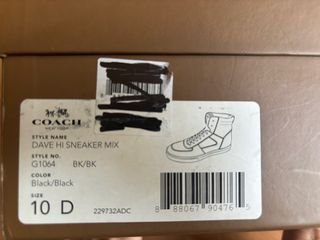 COACH
NEW YORK
STYLE NAME
DAVE HI SNEAKER MIX
STYLE NO.
G1064 BK/BK
COLOR
Black/Black
SIZE
10 D
229732ADC
8 88067 90476 5